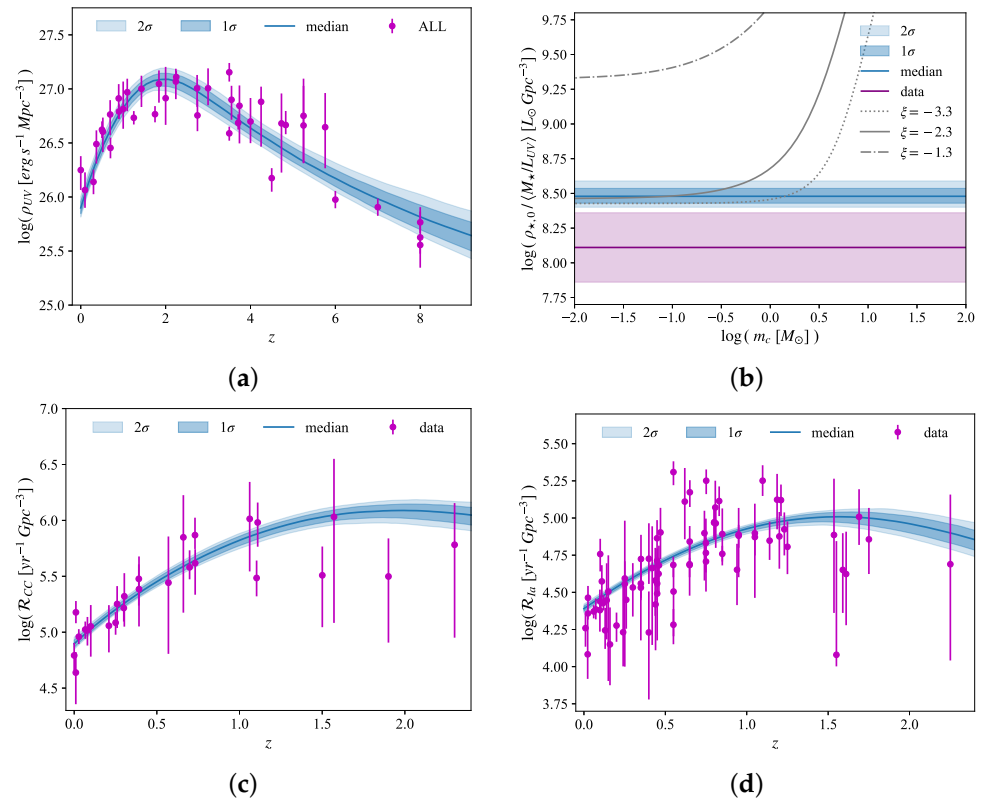 2σ 1σ median ALL
27.5
27.0
26.5
26.0
25.5
25.0
log( ρ_UV [erg s⁻¹ Mpc⁻³] )
0 2 4 6 8
z
(a)
9.75
9.50
9.25
9.00
8.75
8.50
8.25
8.00
7.75
log( ρ⋆,0 / ⟨M⋆/L_UV⟩ [L⊙ Gpc⁻³] )
2σ
1σ
median
data
ξ = −3.3
ξ = −2.3
ξ = −1.3
−2.0 −1.5 −1.0 −0.5 0.0 0.5 1.0 1.5 2.0
log( m_c [M⊙] )
(b)
2σ 1σ median data
7.0
6.5
6.0
5.5
5.0
4.5
log(ℛ_CC [yr⁻¹ Gpc⁻³] )
0.0 0.5 1.0 1.5 2.0
z
(c)
2σ 1σ median data
5.50
5.25
5.00
4.75
4.50
4.25
4.00
3.75
log(ℛ_Ia [yr⁻¹ Gpc⁻³] )
0.0 0.5 1.0 1.5 2.0
z
(d)